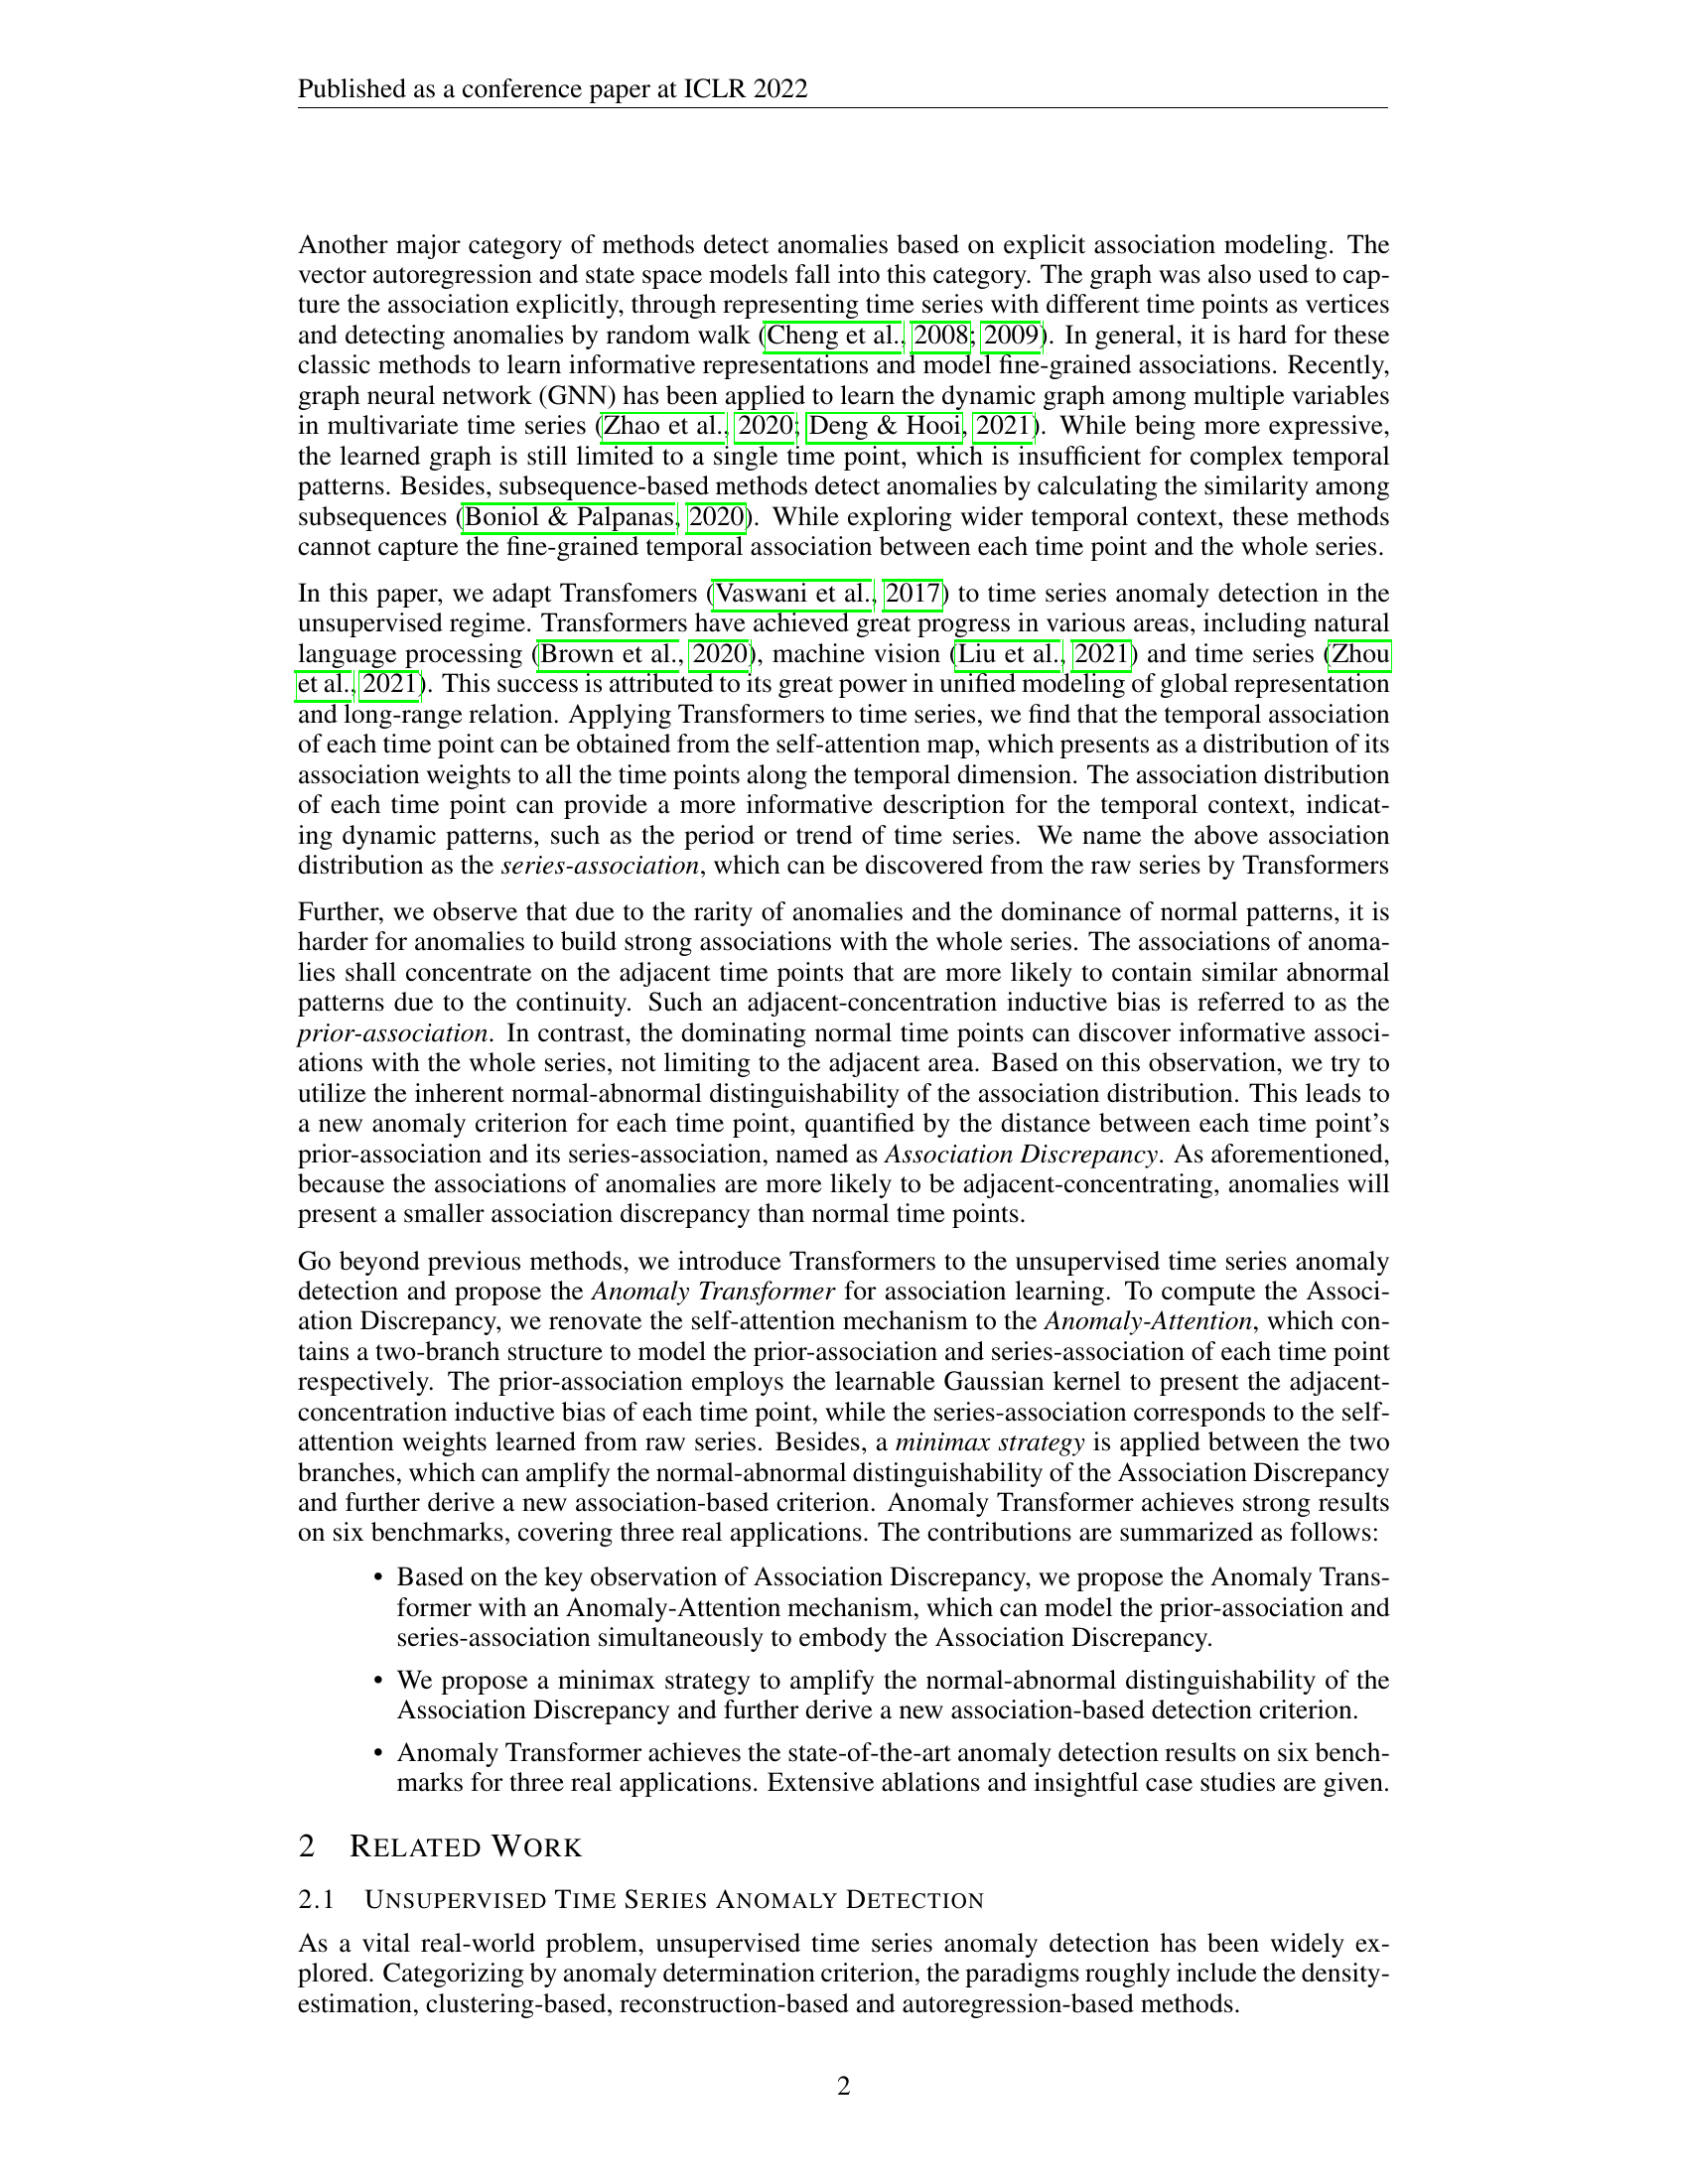 Published as a conference paper at ICLR 2022
Another major category of methods detect anomalies based on explicit association modeling. The
vector autoregression and state space models fall into this category. The graph was also used to cap-
ture the association explicitly, through representing time series with different time points as vertices
and detecting anomalies by random walk (Cheng et al., 2008; 2009). In general, it is hard for these
classic methods to learn informative representations and model fine-grained associations. Recently,
graph neural network (GNN) has been applied to learn the dynamic graph among multiple variables
in multivariate time series (Zhao et al., 2020; Deng & Hooi, 2021). While being more expressive,
the learned graph is still limited to a single time point, which is insufficient for complex temporal
patterns. Besides, subsequence-based methods detect anomalies by calculating the similarity among
subsequences (Boniol & Palpanas, 2020). While exploring wider temporal context, these methods
cannot capture the fine-grained temporal association between each time point and the whole series.
In this paper, we adapt Transfomers (Vaswani et al., 2017) to time series anomaly detection in the
unsupervised regime. Transformers have achieved great progress in various areas, including natural
language processing (Brown et al., 2020), machine vision (Liu et al., 2021) and time series (Zhou
et al., 2021). This success is attributed to its great power in unified modeling of global representation
and long-range relation. Applying Transformers to time series, we find that the temporal association
of each time point can be obtained from the self-attention map, which presents as a distribution of its
association weights to all the time points along the temporal dimension. The association distribution
of each time point can provide a more informative description for the temporal context, indicat-
ing dynamic patterns, such as the period or trend of time series. We name the above association
distribution as the series-association, which can be discovered from the raw series by Transformers
Further, we observe that due to the rarity of anomalies and the dominance of normal patterns, it is
harder for anomalies to build strong associations with the whole series. The associations of anoma-
lies shall concentrate on the adjacent time points that are more likely to contain similar abnormal
patterns due to the continuity. Such an adjacent-concentration inductive bias is referred to as the
prior-association. In contrast, the dominating normal time points can discover informative associ-
ations with the whole series, not limiting to the adjacent area. Based on this observation, we try to
utilize the inherent normal-abnormal distinguishability of the association distribution. This leads to
a new anomaly criterion for each time point, quantified by the distance between each time point's
prior-association and its series-association, named as Association Discrepancy. As aforementioned,
because the associations of anomalies are more likely to be adjacent-concentrating, anomalies will
present a smaller association discrepancy than normal time points.
Go beyond previous methods, we introduce Transformers to the unsupervised time series anomaly
detection and propose the Anomaly Transformer for association learning. To compute the Associ-
ation Discrepancy, we renovate the self-attention mechanism to the Anomaly-Attention, which con-
tains a two-branch structure to model the prior-association and series-association of each time point
respectively. The prior-association employs the learnable Gaussian kernel to present the adjacent-
concentration inductive bias of each time point, while the series-association corresponds to the self-
attention weights learned from raw series. Besides, a minimax strategy is applied between the two
branches, which can amplify the normal-abnormal distinguishability of the Association Discrepancy
and further derive a new association-based criterion. Anomaly Transformer achieves strong results
on six benchmarks, covering three real applications. The contributions are summarized as follows:
• Based on the key observation of Association Discrepancy, we propose the Anomaly Trans-
former with an Anomaly-Attention mechanism, which can model the prior-association and
series-association simultaneously to embody the Association Discrepancy.
• We propose a minimax strategy to amplify the normal-abnormal distinguishability of the
Association Discrepancy and further derive a new association-based detection criterion.
• Anomaly Transformer achieves the state-of-the-art anomaly detection results on six bench-
marks for three real applications. Extensive ablations and insightful case studies are given.
2 RELATED WORK
2.1 UNSUPERVISED TIME SERIES ANOMALY DETECTION
As a vital real-world problem, unsupervised time series anomaly detection has been widely ex-
plored. Categorizing by anomaly determination criterion, the paradigms roughly include the density-
estimation, clustering-based, reconstruction-based and autoregression-based methods.
2